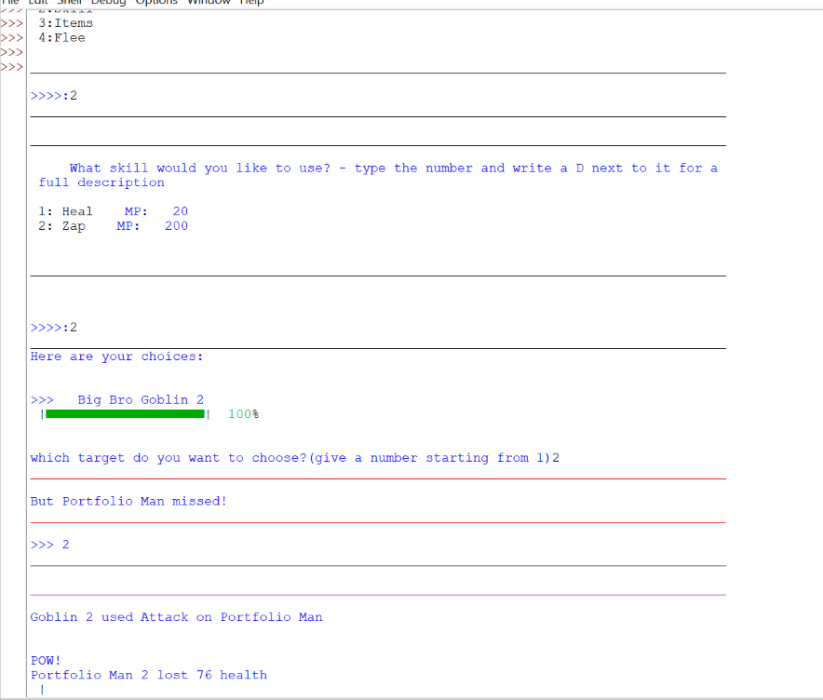 File Edit Shell Debug Options Window Help
>>> 2:Skill
>>> 3:Items
>>> 4:Flee
>>>
>>>
>>>>:2
What skill would you like to use? - type the number and write a D next to it for a
full description
1: Heal MP: 20
2: Zap MP: 200
>>>>:2
Here are your choices:
>>> Big Bro Goblin 2
| | 100%
which target do you want to choose?(give a number starting from 1)2
But Portfolio Man missed!
>>> 2
Goblin 2 used Attack on Portfolio Man
POW!
Portfolio Man 2 lost 76 health
|